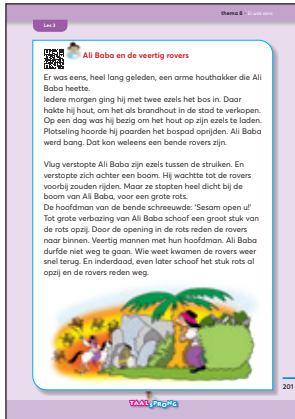 thema 8 - Er was eens
Les 3
Ali Baba en de veertig rovers
Er was eens, heel lang geleden, een arme houthakker die Ali
Baba heette.
Iedere morgen ging hij met twee ezels het bos in. Daar
hakte hij hout, om het als brandhout in de stad te verkopen.
Op een dag was hij bezig om het hout op zijn ezels te laden.
Plotseling hoorde hij paarden het bospad oprijden. Ali Baba
werd bang. Dat kon weleens een bende rovers zijn.
Vlug verstopte Ali Baba zijn ezels tussen de struiken. En
verstopte zich achter een boom. Hij wachtte tot de rovers
voorbij zouden rijden. Maar ze stopten heel dicht bij de
boom van Ali Baba, voor een grote rots.
De hoofdman van de bende schreeuwde: 'Sesam open u!'
Tot grote verbazing van Ali Baba schoof een groot stuk van
de rots opzij. Door de opening in de rots reden de rovers
naar binnen. Veertig mannen met hun hoofdman. Ali Baba
durfde niet weg te gaan. Wie weet kwamen de rovers weer
snel terug. En inderdaad, even later schoof het stuk rots al
opzij en de rovers reden weg.
201
TAALSPRONG